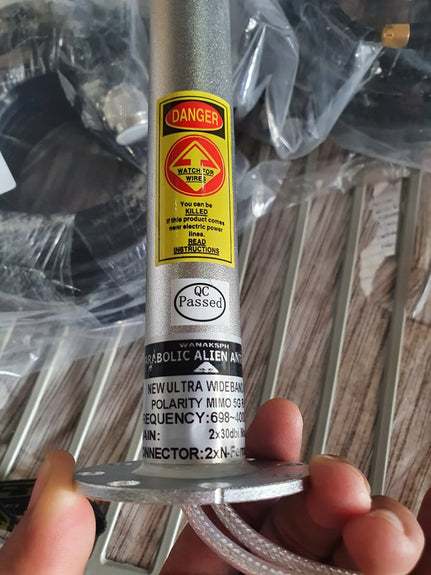 DANGER
WATCH FOR
WIRES
You can be
KILLED
If this product comes
near electric power
lines.
READ
INSTRUCTIONS
QC
Passed
WANAKSPH
ARABOLIC ALIEN ANT
NEW ULTRA WIDEBAND
POLARITY MIMO 5G
REQUENCY:698~400
AIN: 2x30dbi
ONNECTOR:2xN-Fem